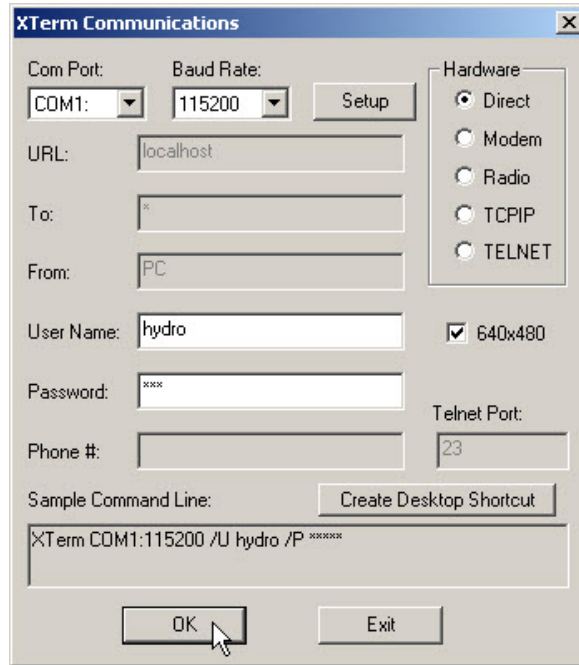 XTerm Communications
Com Port: Baud Rate: Hardware
COM1: 115200 Setup Direct
Modem
URL: localhost
Radio
To: *
TCPIP
TELNET
From: PC
User Name: hydro 640x480
Password: ***
Telnet Port:
Phone #: 23
Sample Command Line: Create Desktop Shortcut
XTerm COM1:115200 /U hydro /P *****
OK Exit